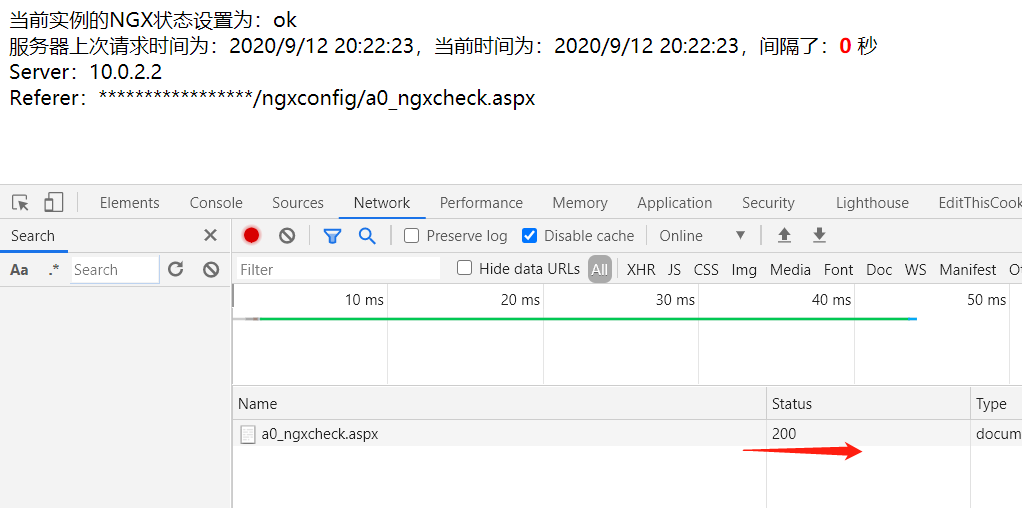 当前实例的NGX状态设置为：ok
服务器上次请求时间为：2020/9/12 20:22:23，当前时间为：2020/9/12 20:22:23，间隔了：0 秒
Server：10.0.2.2
Referer：*****************/ngxconfig/a0_ngxcheck.aspx
Elements Console Sources Network Performance Memory Application Security Lighthouse EditThisCook
Search Preserve log Disable cache Online
Aa .* Search Filter Hide data URLs All XHR JS CSS Img Media Font Doc WS Manifest Ot
10 ms 20 ms 30 ms 40 ms 50 ms
Name Status Type
a0_ngxcheck.aspx 200 docum